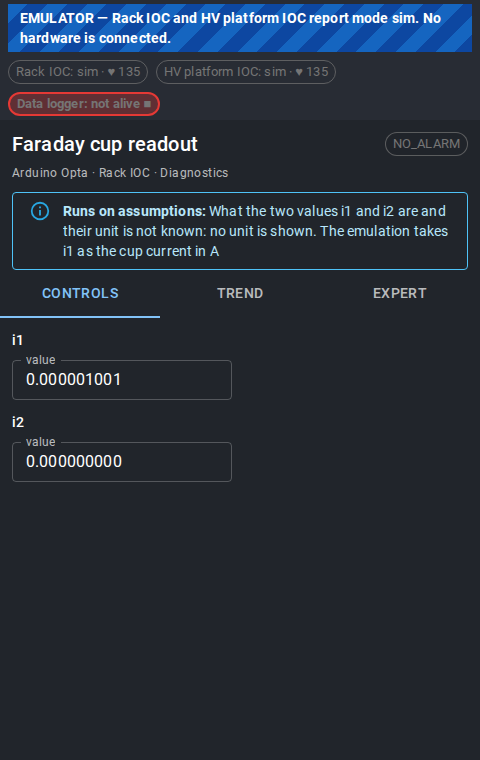 EMULATOR — Rack IOC and HV platform IOC report mode sim. No
hardware is connected.
Rack IOC: sim · ♥ 135
HV platform IOC: sim · ♥ 135
Data logger: not alive ■
Faraday cup readout
NO_ALARM
Arduino Opta · Rack IOC · Diagnostics
Runs on assumptions: What the two values i1 and i2 are and
their unit is not known: no unit is shown. The emulation takes
i1 as the cup current in A
CONTROLS
TREND
EXPERT
i1
value
0.000001001
i2
value
0.000000000